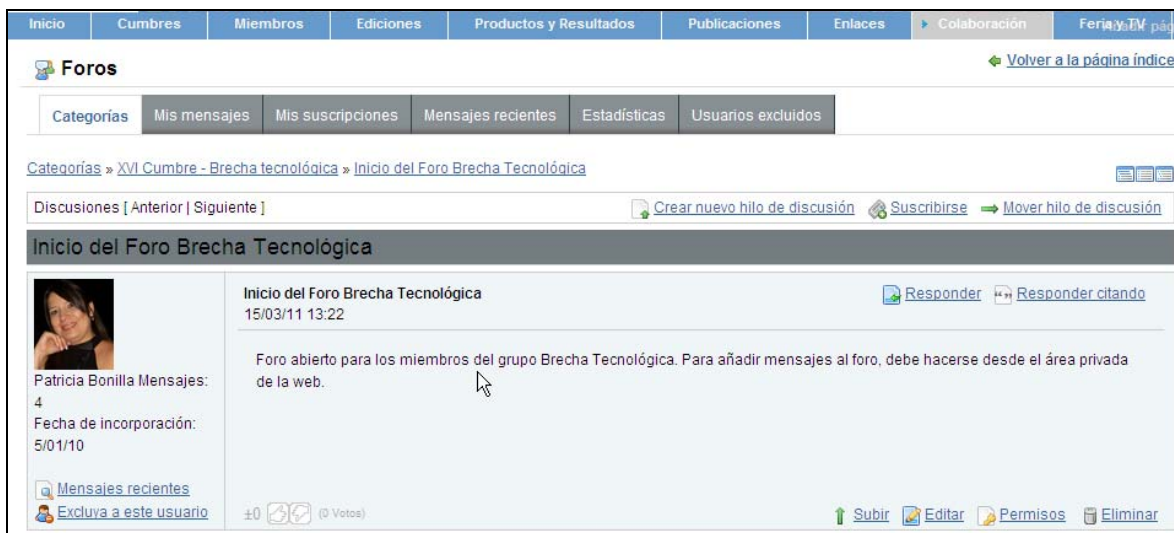 Inicio Cumbres Miembros Ediciones Productos y Resultados Publicaciones Enlaces Colaboración Feria y TV
Foros Volver a la página índice
Categorías Mis mensajes Mis suscripciones Mensajes recientes Estadísticas Usuarios excluidos
Categorías » XVI Cumbre - Brecha tecnológica » Inicio del Foro Brecha Tecnológica
Discusiones [ Anterior | Siguiente ] Crear nuevo hilo de discusión Suscribirse Mover hilo de discusión
Inicio del Foro Brecha Tecnológica
Inicio del Foro Brecha Tecnológica Responder Responder citando
15/03/11 13:22
Foro abierto para los miembros del grupo Brecha Tecnológica. Para añadir mensajes al foro, debe hacerse desde el área privada
de la web.
Patricia Bonilla Mensajes:
4
Fecha de incorporación:
5/01/10
Mensajes recientes
Excluya a este usuario
±0 (0 Votos) Subir Editar Permisos Eliminar